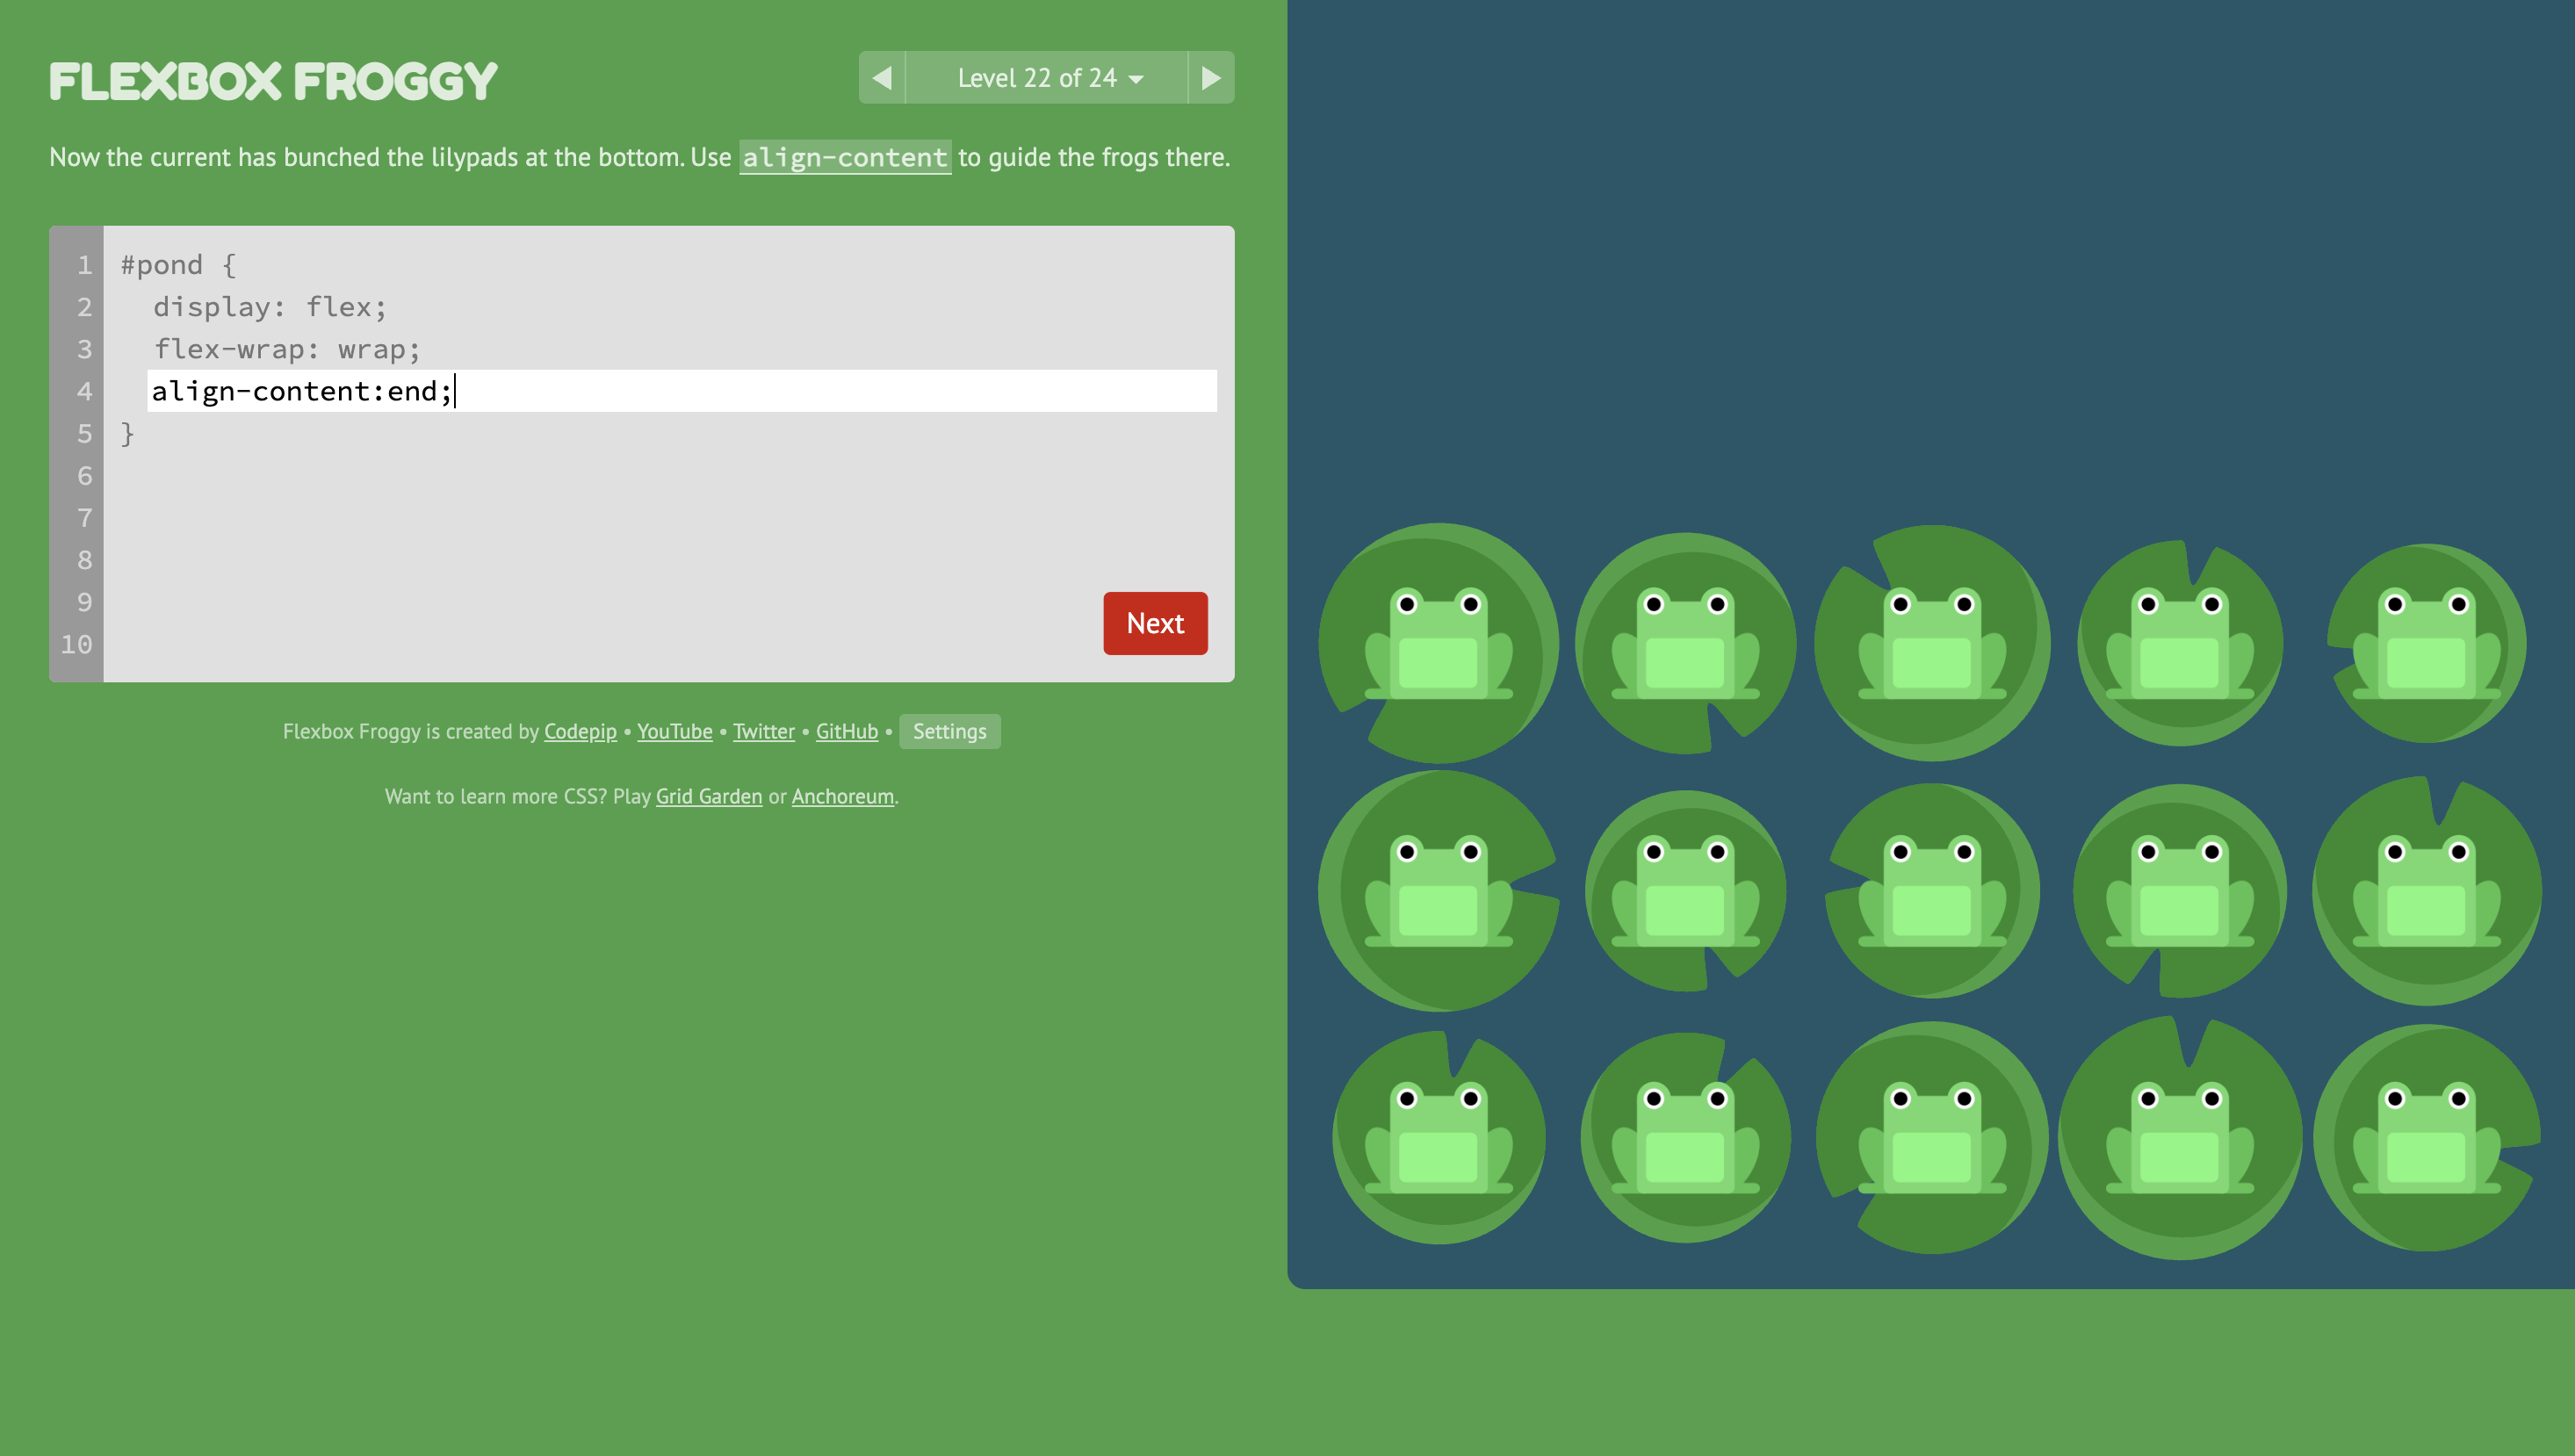 FLEXBOX FROGGY
Level 22 of 24
Now the current has bunched the lilypads at the bottom. Use align-content to guide the frogs there.
1 #pond {
2 display: flex;
3 flex-wrap: wrap;
4 align-content:end;
5 }
6
7
8
9
10
Next
Flexbox Froggy is created by Codepip • YouTube • Twitter • GitHub • Settings
Want to learn more CSS? Play Grid Garden or Anchoreum.